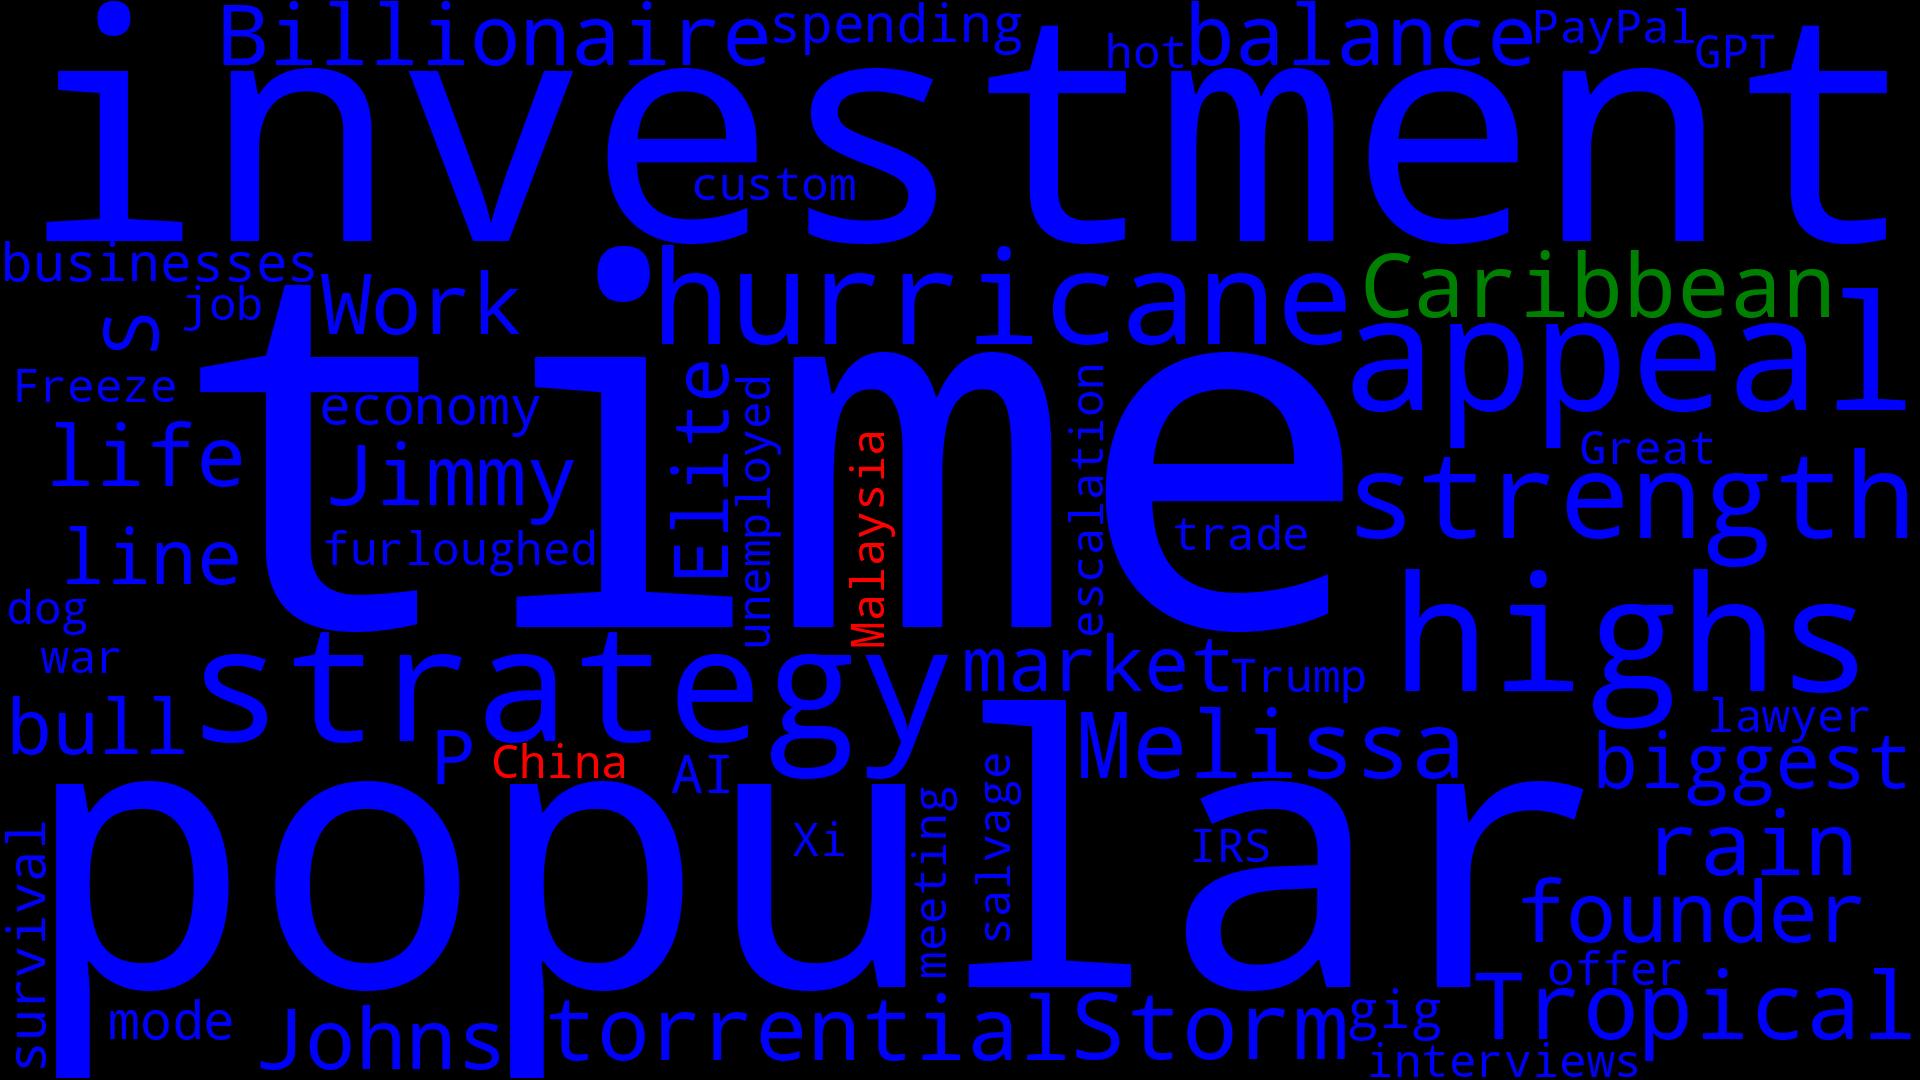 Billionaire
spending
hot
balance
PayPal
GPT
investment
custom
businesses
job
S
Work
hurricane
Caribbean
appeal
time
Freeze
economy
Elite
unemployed
Malaysia
escalation
life
Jimmy
Great
strength
line
furloughed
trade
dog
war
highs
strategy
market
Trump
bull
P
China
AI
Melissa
lawyer
biggest
popular
Xi
meeting
salvage
IRS
rain
founder
survival
offer
mode
Johns
torrential
Storm
gig
Tropical
interviews